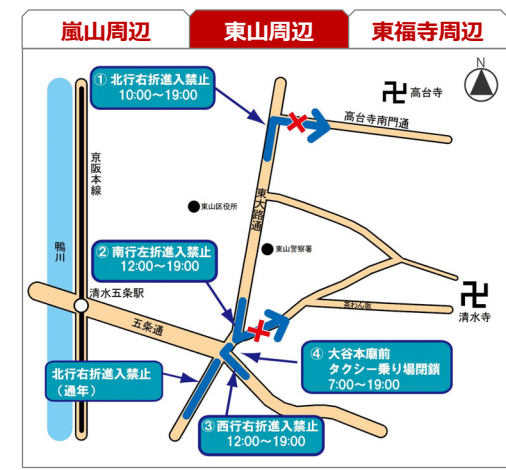 嵐山周辺
東山周辺
東福寺周辺
① 北行右折進入禁止
10:00～19:00
N
卍 高台寺
高台寺南門通
京阪本線
東大路通
東山区役所
鴨川
② 南行左折進入禁止
12:00～19:00
東山警察署
清水五条駅
茶わん坂
卍
清水寺
五条通
④ 大谷本廟前
タクシー乗り場閉鎖
7:00～19:00
北行右折進入禁止
（通年）
③西行右折進入禁止
12:00～19:00